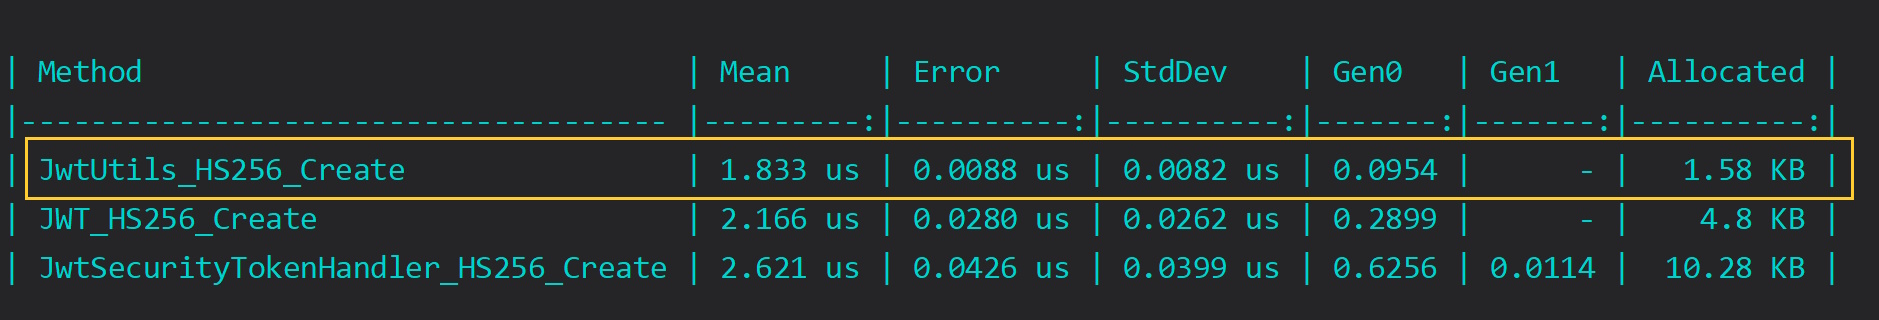 | Method                              | Mean     | Error     | StdDev    | Gen0   | Gen1   | Allocated |
|------------------------------------ |---------:|----------:|----------:|-------:|-------:|----------:|
| JwtUtils_HS256_Create               | 1.833 us | 0.0088 us | 0.0082 us | 0.0954 |      - |   1.58 KB |
| JWT_HS256_Create                    | 2.166 us | 0.0280 us | 0.0262 us | 0.2899 |      - |    4.8 KB |
| JwtSecurityTokenHandler_HS256_Create | 2.621 us | 0.0426 us | 0.0399 us | 0.6256 | 0.0114 |  10.28 KB |